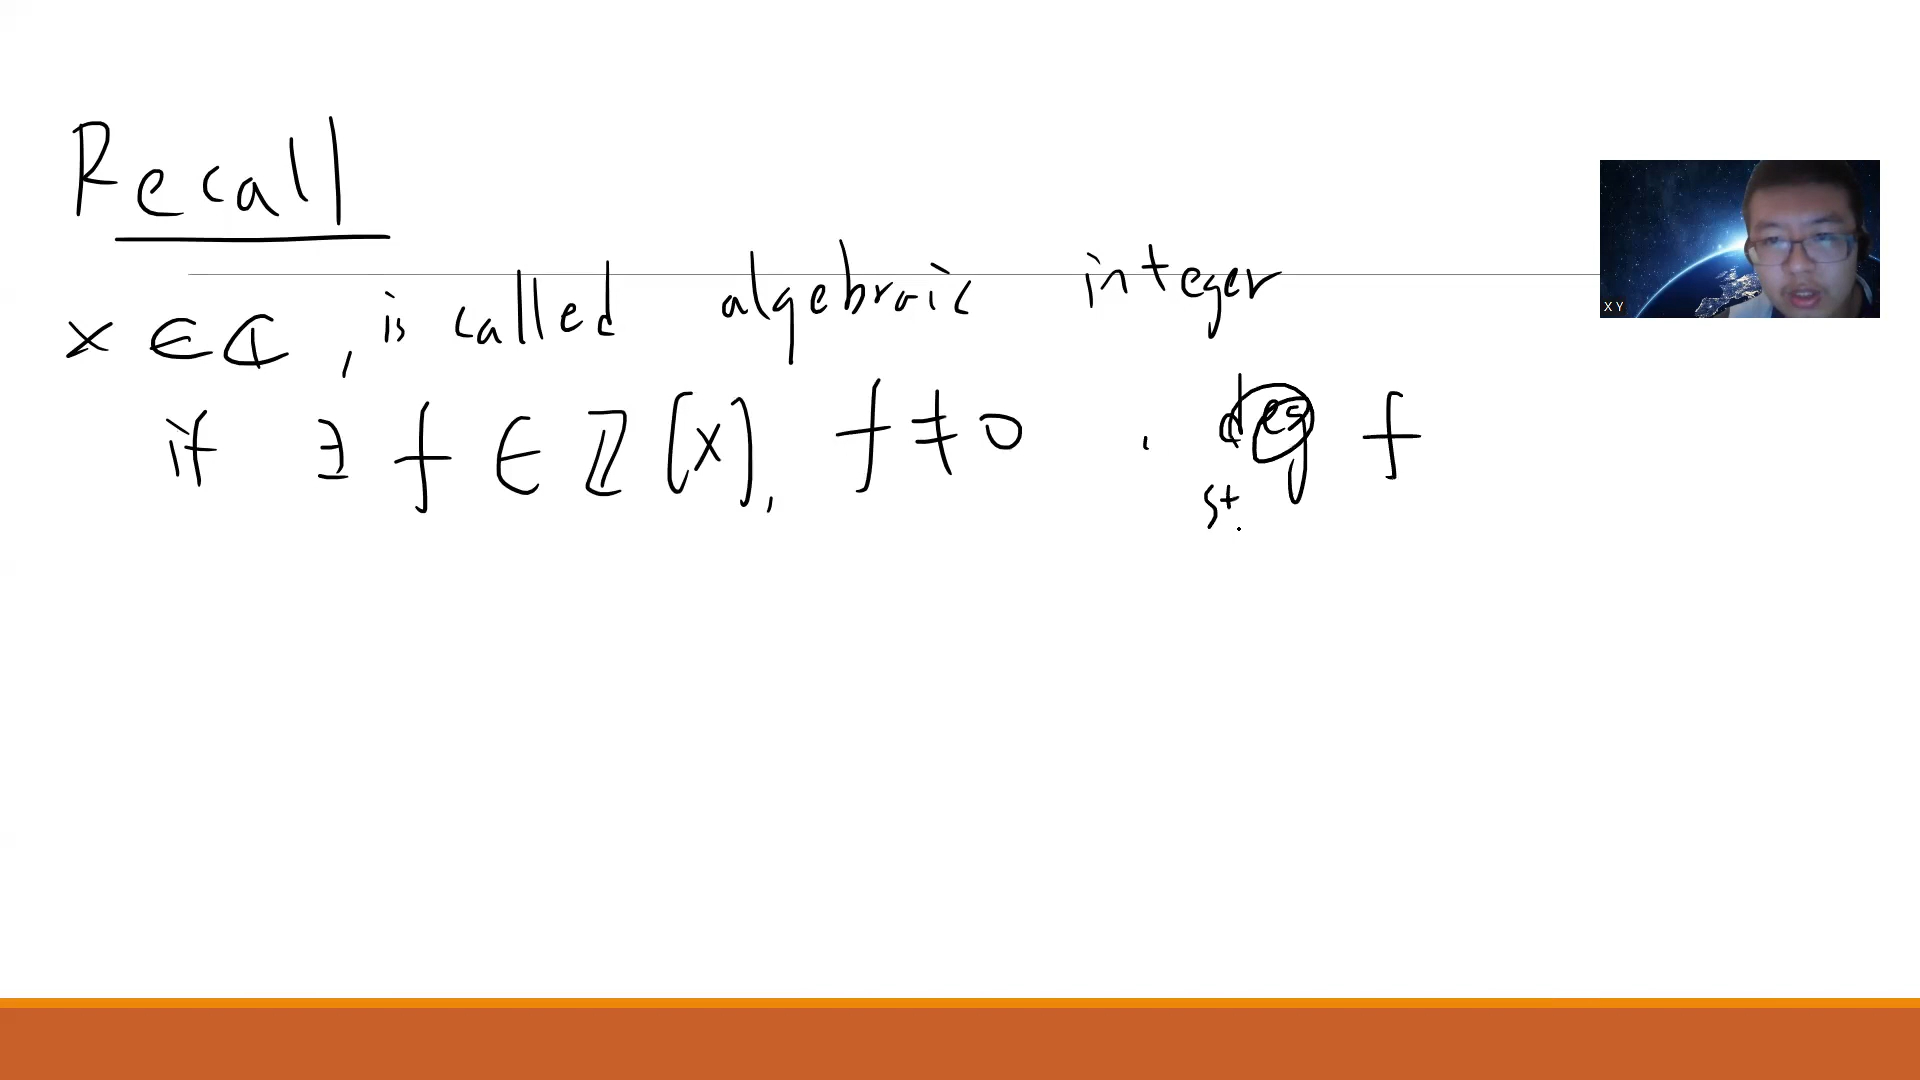 Recall
x ∈ ℂ, is called algebraic integer
if ∃ f ∈ ℤ[x], f ≠ 0 . deg f
st.
X Y